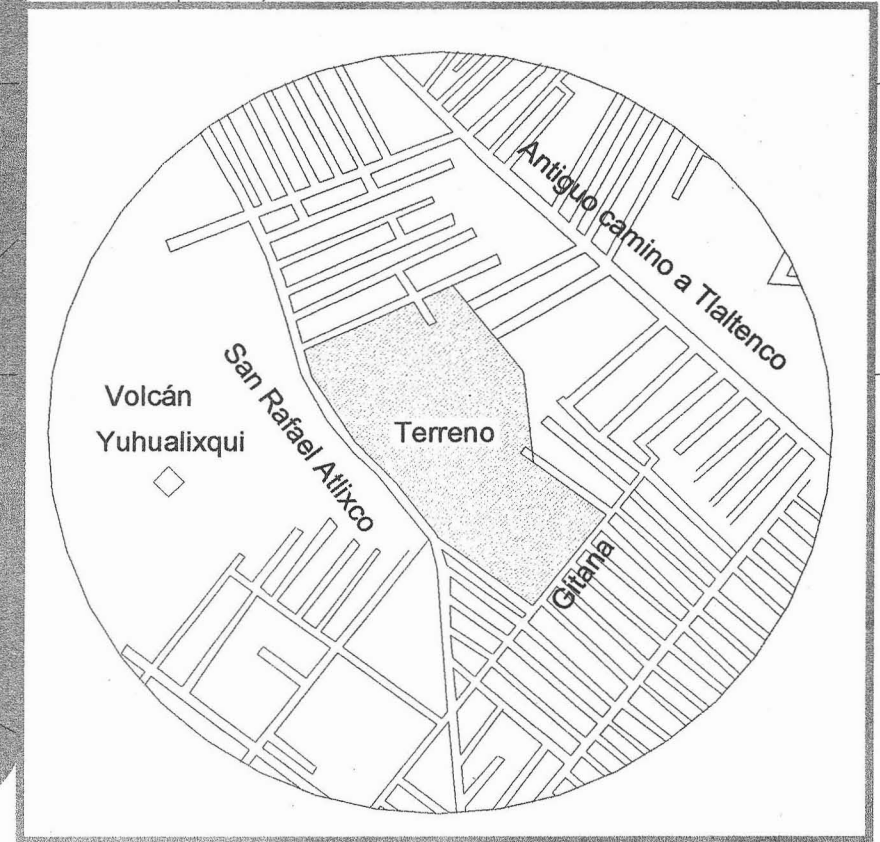 Antiguo camino a Tlaltenco
San Rafael Atlixco
Volcán
Yuhualixqui
Terreno
Gitana